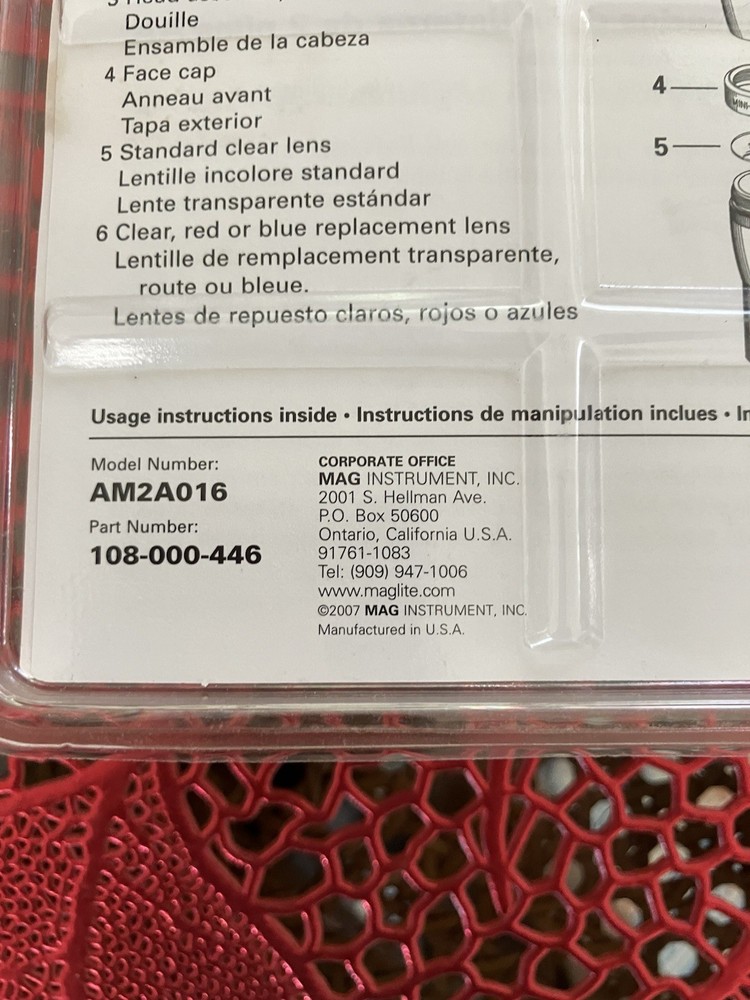 Douille
Ensamble de la cabeza
4 Face cap
Anneau avant
Tapa exterior
5 Standard clear lens
Lentille incolore standard
Lente transparente estándar
6 Clear, red or blue replacement lens
Lentille de remplacement transparente,
route ou bleue.
Lentes de repuesto claros, rojos o azules
4
5
Usage instructions inside • Instructions de manipulation inclues •
Model Number:
AM2A016
Part Number:
108-000-446
CORPORATE OFFICE
MAG INSTRUMENT, INC.
2001 S. Hellman Ave.
P.O. Box 50600
Ontario, California U.S.A.
91761-1083
Tel: (909) 947-1006
www.maglite.com
©2007 MAG INSTRUMENT, INC.
Manufactured in U.S.A.